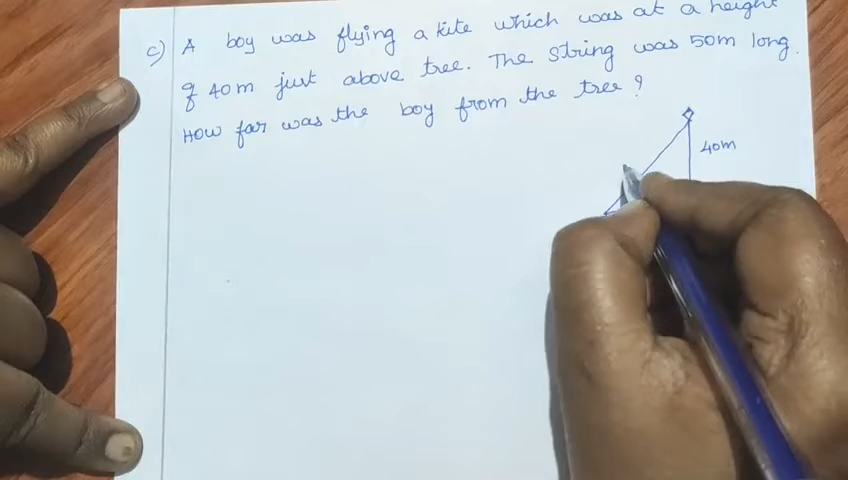 c) A boy was flying a kite which was at a height
of 40m just above tree. The string was 50m long.
How far was the boy from the tree ?
40m